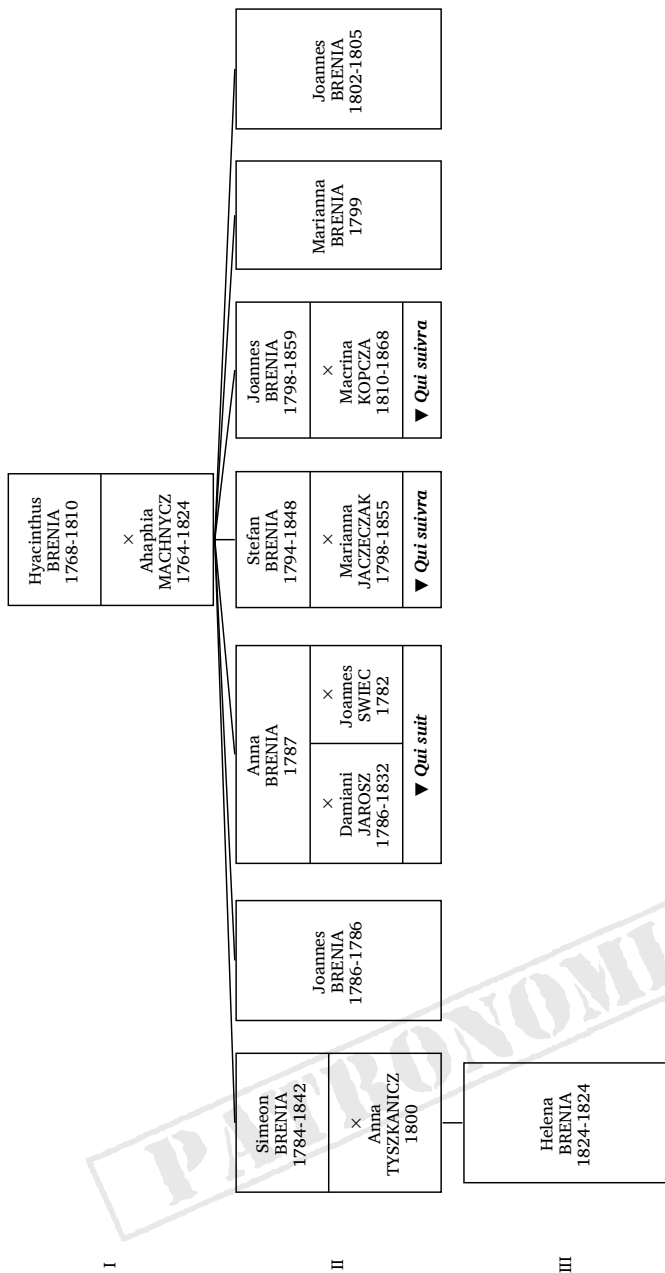 I
Hyacinthus
BRENIA
1768-1810
×
Ahaphia
MACHNYCZ
1764-1824
II
Simeon
BRENIA
1784-1842
×
Anna
TYSZKANICZ
1800
Joannes
BRENIA
1786-1786
Anna
BRENIA
1787
×
Damiani
JAROSZ
1786-1832
×
Joannes
SWIEC
1782
▼ Qui suit
Stefan
BRENIA
1794-1848
×
Marianna
JACZECZAK
1798-1855
▼ Qui suivra
Joannes
BRENIA
1798-1859
×
Macrina
KOPCZA
1810-1868
▼ Qui suivra
Marianna
BRENIA
1799
Joannes
BRENIA
1802-1805
III
Helena
BRENIA
1824-1824
PATRONOMI